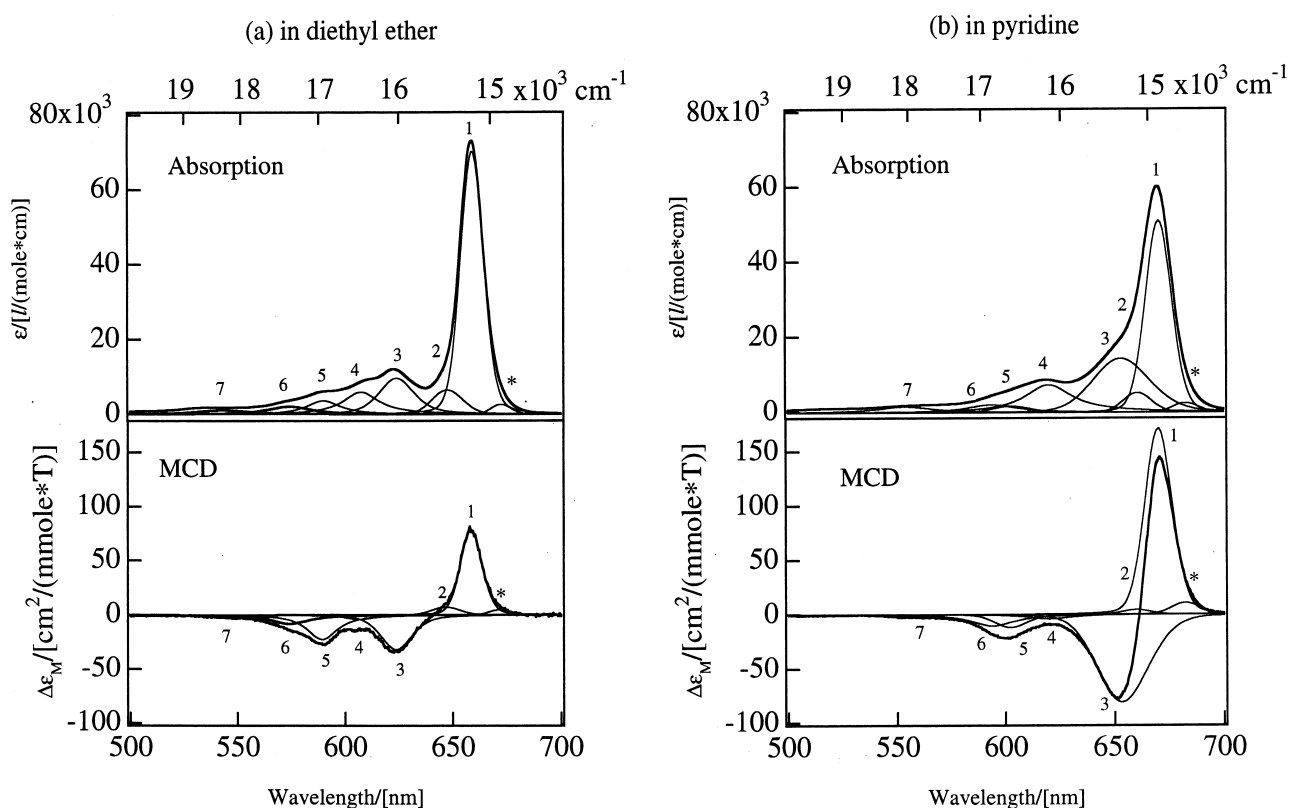 (a) in diethyl ether
19 18 17 16 15 x10³ cm⁻¹
80x10³
60
40
20
0
ε/[l/(mole*cm)]
Absorption
1
2
3
4
5
6
7
*
150
100
50
0
-50
-100
Δε_M/[cm²/(mmole*T)]
MCD
1
2
*
7
6
5
4
3
500 550 600 650 700
Wavelength/[nm]
(b) in pyridine
19 18 17 16 15 x10³ cm⁻¹
80x10³
60
40
20
0
ε/[l/(mole*cm)]
Absorption
1
2
3
4
5
6
7
*
150
100
50
0
-50
-100
Δε_M/[cm²/(mmole*T)]
MCD
1
2
*
7
6
5
4
3
500 550 600 650 700
Wavelength/[nm]